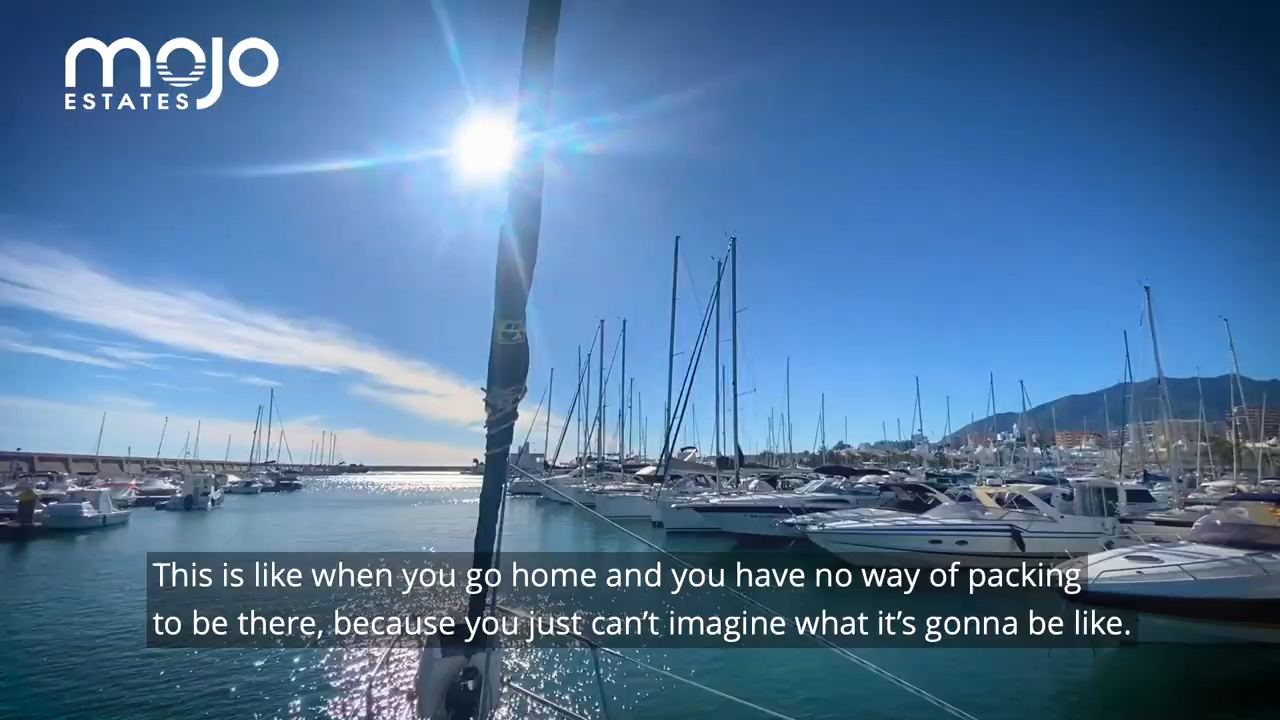 mojo
ESTATES
This is like when you go home and you have no way of packing
to be there, because you just can't imagine what it's gonna be like.